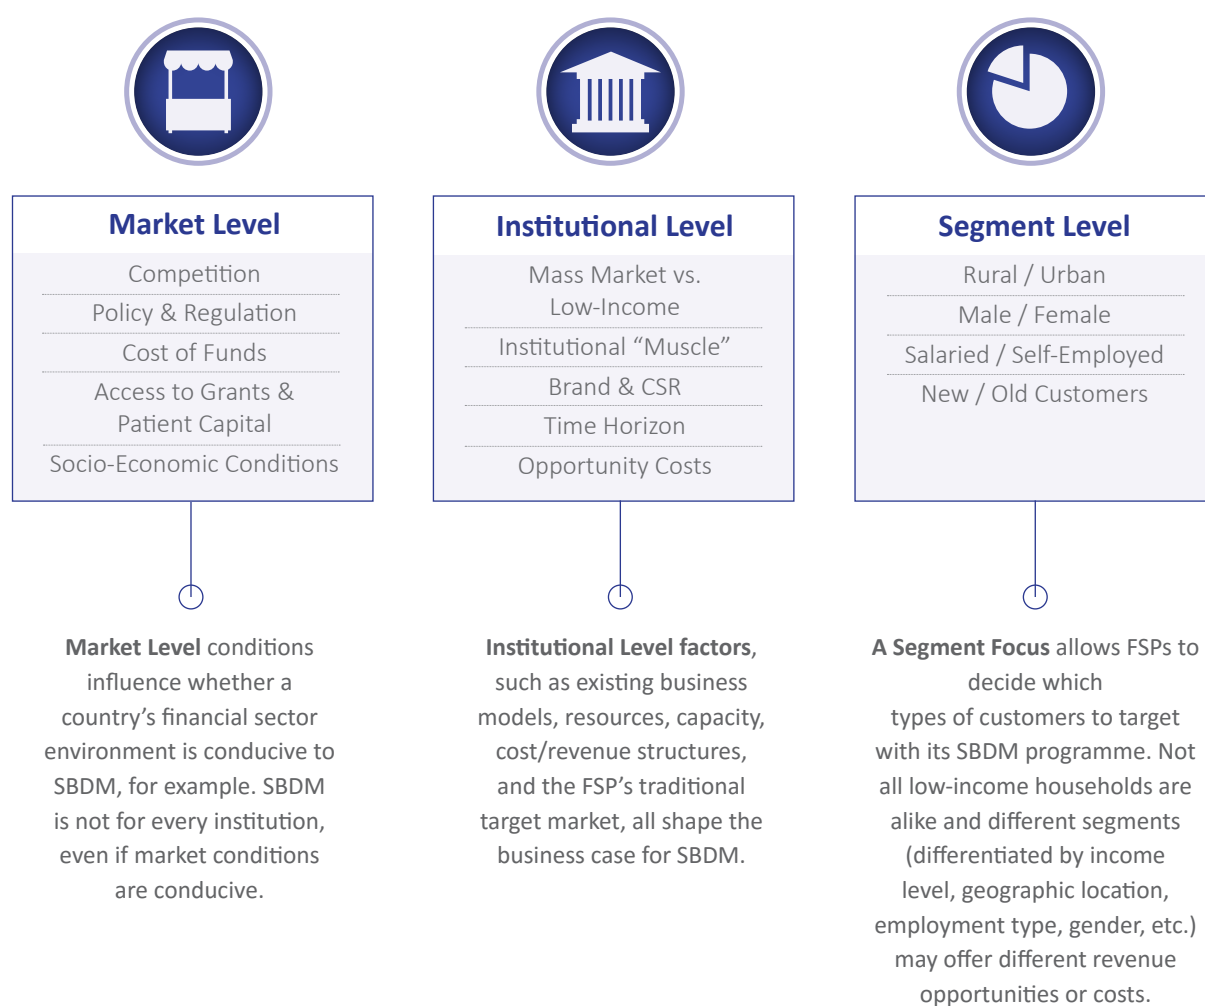 Market Level
Competition
Policy & Regulation
Cost of Funds
Access to Grants &
Patient Capital
Socio-Economic Conditions
Market Level conditions
influence whether a
country's financial sector
environment is conducive to
SBDM, for example. SBDM
is not for every institution,
even if market conditions
are conducive.
Institutional Level
Mass Market vs.
Low-Income
Institutional “Muscle”
Brand & CSR
Time Horizon
Opportunity Costs
Institutional Level factors,
such as existing business
models, resources, capacity,
cost/revenue structures,
and the FSP's traditional
target market, all shape the
business case for SBDM.
Segment Level
Rural / Urban
Male / Female
Salaried / Self-Employed
New / Old Customers
A Segment Focus allows FSPs to
decide which
types of customers to target
with its SBDM programme. Not
all low-income households are
alike and different segments
(differentiated by income
level, geographic location,
employment type, gender, etc.)
may offer different revenue
opportunities or costs.